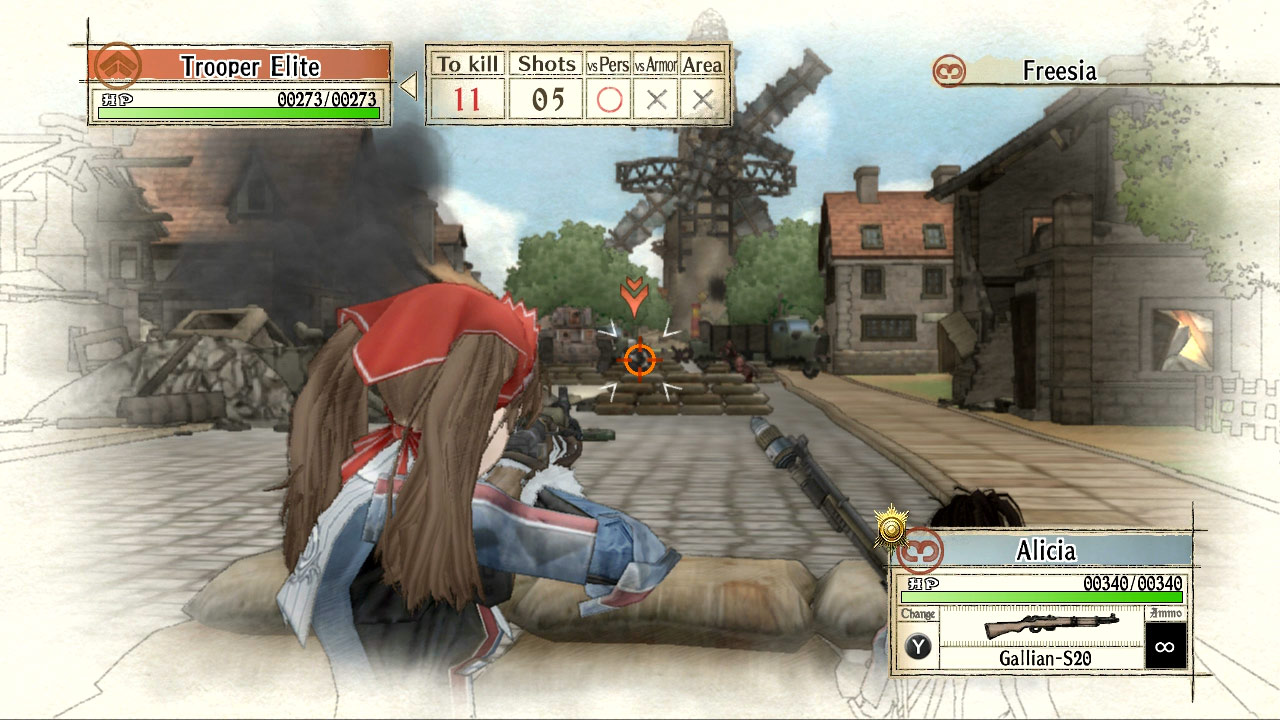 Trooper Elite
HP 00273/00273
To kill Shots vs Pers vs Armor Area
11 05
Freesia
Alicia
HP 00340/00340
Change Ammo
Y ∞
Gallian-S20